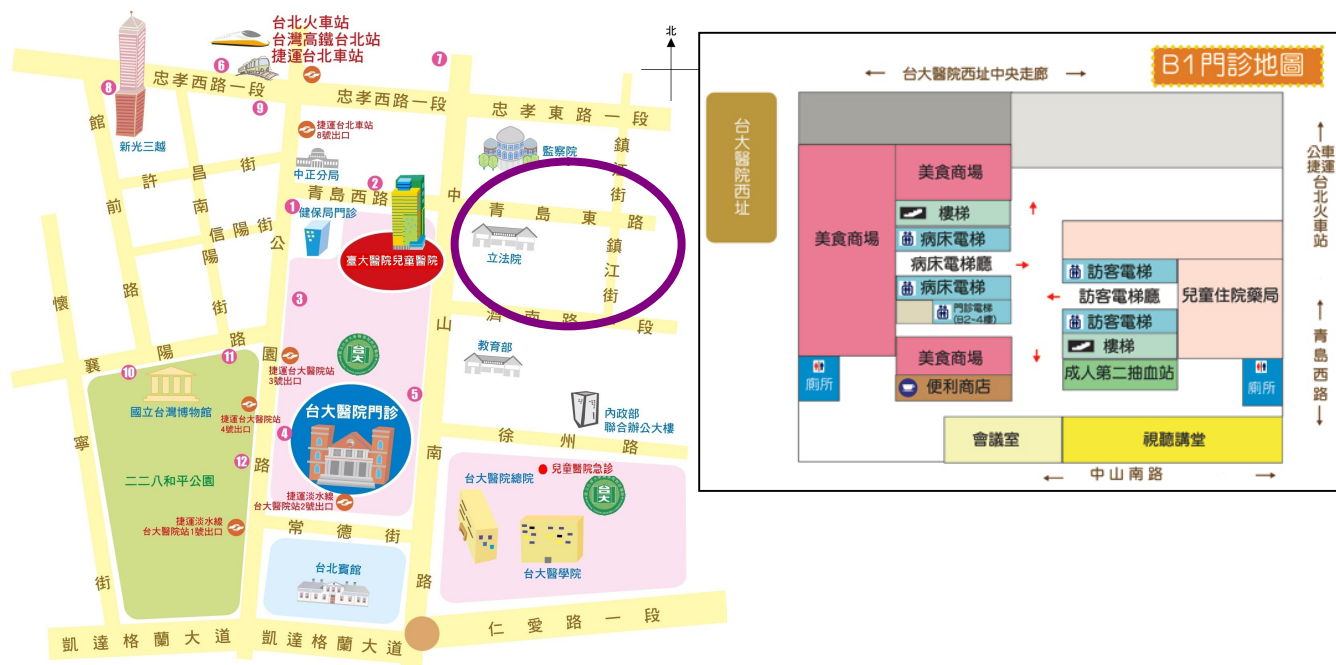 台北火車站
台灣高鐵台北站
捷運台北車站
6
7
8
忠孝西路一段
忠孝西路一段
忠孝東路一段
9
新光三越
館前路
許昌街
南陽街
信陽街
捷運台北車站
8號出口
中正分局
監察院
鎮江街
青島西路
2
中山南路
青島東路
1
健保局門診
公園路
臺大醫院兒童醫院
立法院
鎮江街
3
濟南路一段
懷寧街
襄陽路
11
10
台大
捷運台大醫院站
3號出口
教育部
國立台灣博物館
5
捷運台大醫院站
4號出口
4
台大醫院門診
內政部
聯合辦公大樓
徐州路
12
二二八和平公園
台大醫院總院
兒童醫院急診
台大
捷運淡水線
台大醫院站2號出口
捷運淡水線
台大醫院站1號出口
常德街
台北賓館
台大醫學院
凱達格蘭大道
凱達格蘭大道
仁愛路一段
北
B1門診地圖
← 台大醫院西址中央走廊 →
台大醫院西址
美食商場
美食商場
樓梯
病床電梯
病床電梯廳
病床電梯
門診電梯
(B2~4樓)
美食商場
便利商店
廁所
訪客電梯
訪客電梯廳
訪客電梯
樓梯
成人第二抽血站
兒童住院藥局
廁所
會議室
視聽講堂
← 中山南路 →
公車
捷運
台北火車站
青島西路